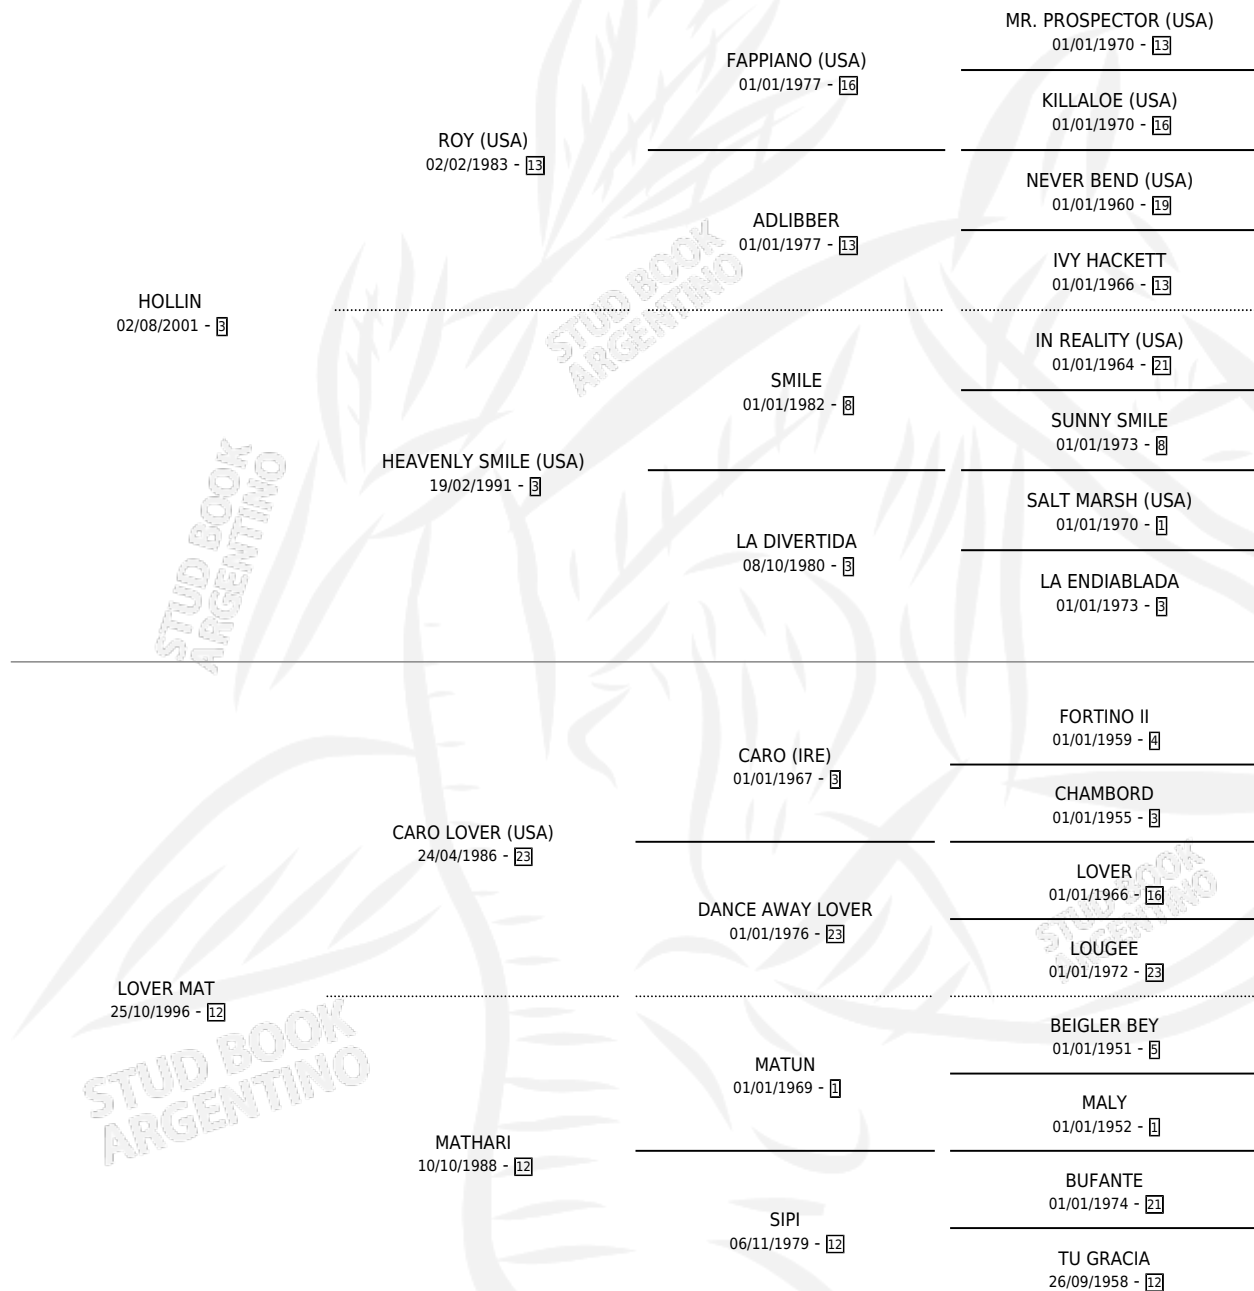 MR. PROSPECTOR (USA)
01/01/1970 - 13
FAPPIANO (USA)
01/01/1977 - 16
KILLALOE (USA)
01/01/1970 - 16
ROY (USA)
02/02/1983 - 13
NEVER BEND (USA)
01/01/1960 - 19
ADLIBBER
01/01/1977 - 13
IVY HACKETT
01/01/1966 - 13
HOLLIN
02/08/2001 - 3
STUD BOOK
ARGENTINO
IN REALITY (USA)
01/01/1964 - 21
SMILE
01/01/1982 - 8
SUNNY SMILE
01/01/1973 - 8
HEAVENLY SMILE (USA)
19/02/1991 - 3
SALT MARSH (USA)
01/01/1970 - 1
LA DIVERTIDA
08/10/1980 - 3
LA ENDIABLADA
01/01/1973 - 3
STUD BOOK
ARGENTINO
FORTINO II
01/01/1959 - 4
CARO (IRE)
01/01/1967 - 3
CHAMBORD
01/01/1955 - 3
CARO LOVER (USA)
24/04/1986 - 23
LOVER
01/01/1966 - 16
DANCE AWAY LOVER
01/01/1976 - 23
STUD BOOK
ARGENTINO
LOUGEE
01/01/1972 - 23
LOVER MAT
25/10/1996 - 12
STUD BOOK
ARGENTINO
BEIGLER BEY
01/01/1951 - 5
MATUN
01/01/1969 - 1
MALY
01/01/1952 - 1
MATHARI
10/10/1988 - 12
BUFANTE
01/01/1974 - 21
SIPI
06/11/1979 - 12
TU GRACIA
26/09/1958 - 12